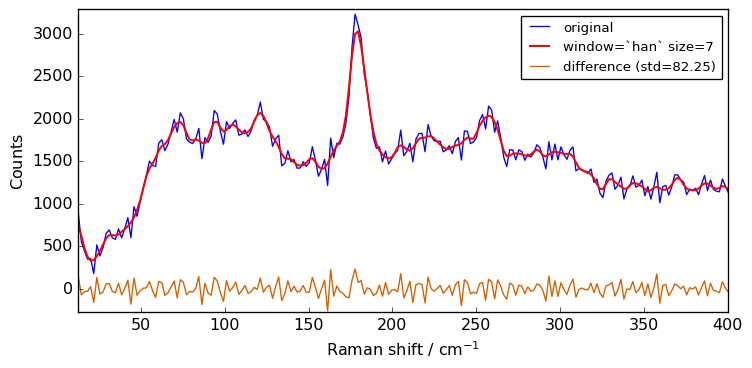 original
window=`han` size=7
difference (std=82.25)
3000
2500
2000
1500
1000
500
0
Counts
50 100 150 200 250 300 350 400
Raman shift / cm⁻¹